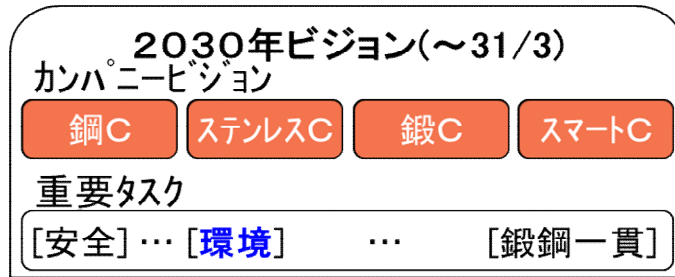 2030年ビジョン(～31/3)
カンパニービジョン
鋼C ステンレスC 鍛C スマートC
重要タスク
[安全]…[環境] … [鍛鋼一貫]